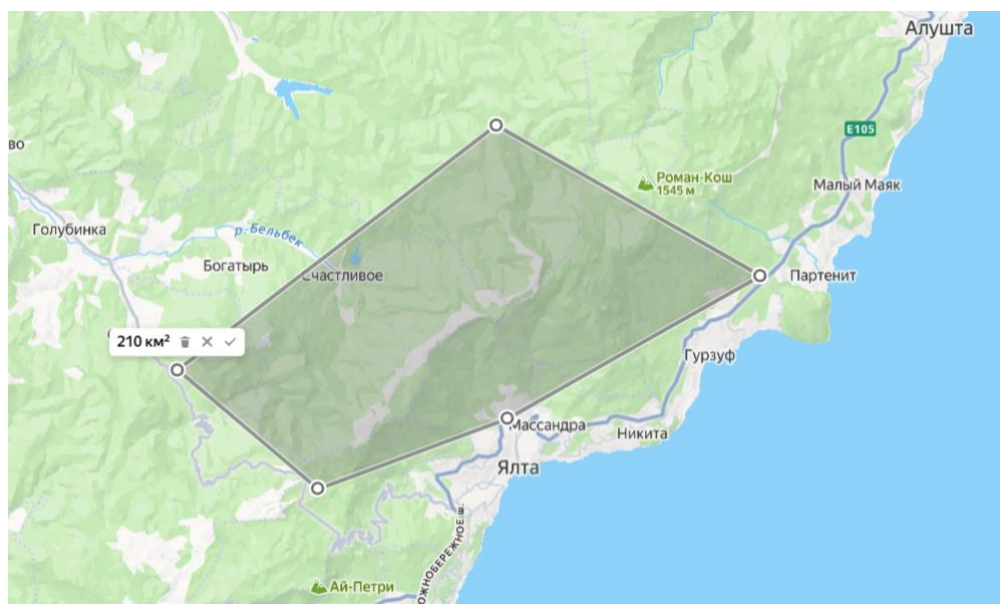 Алушта
E105
во
Роман-Кош
1545 м
Малый Маяк
Голубинка
р. Бельбек
Богатырь
Счастливое
Партенит
210 км²
Гурзуф
Массандра
Никита
Ялта
ЮЖНОБЕРЕЖНОЕ ш.
Ай-Петри